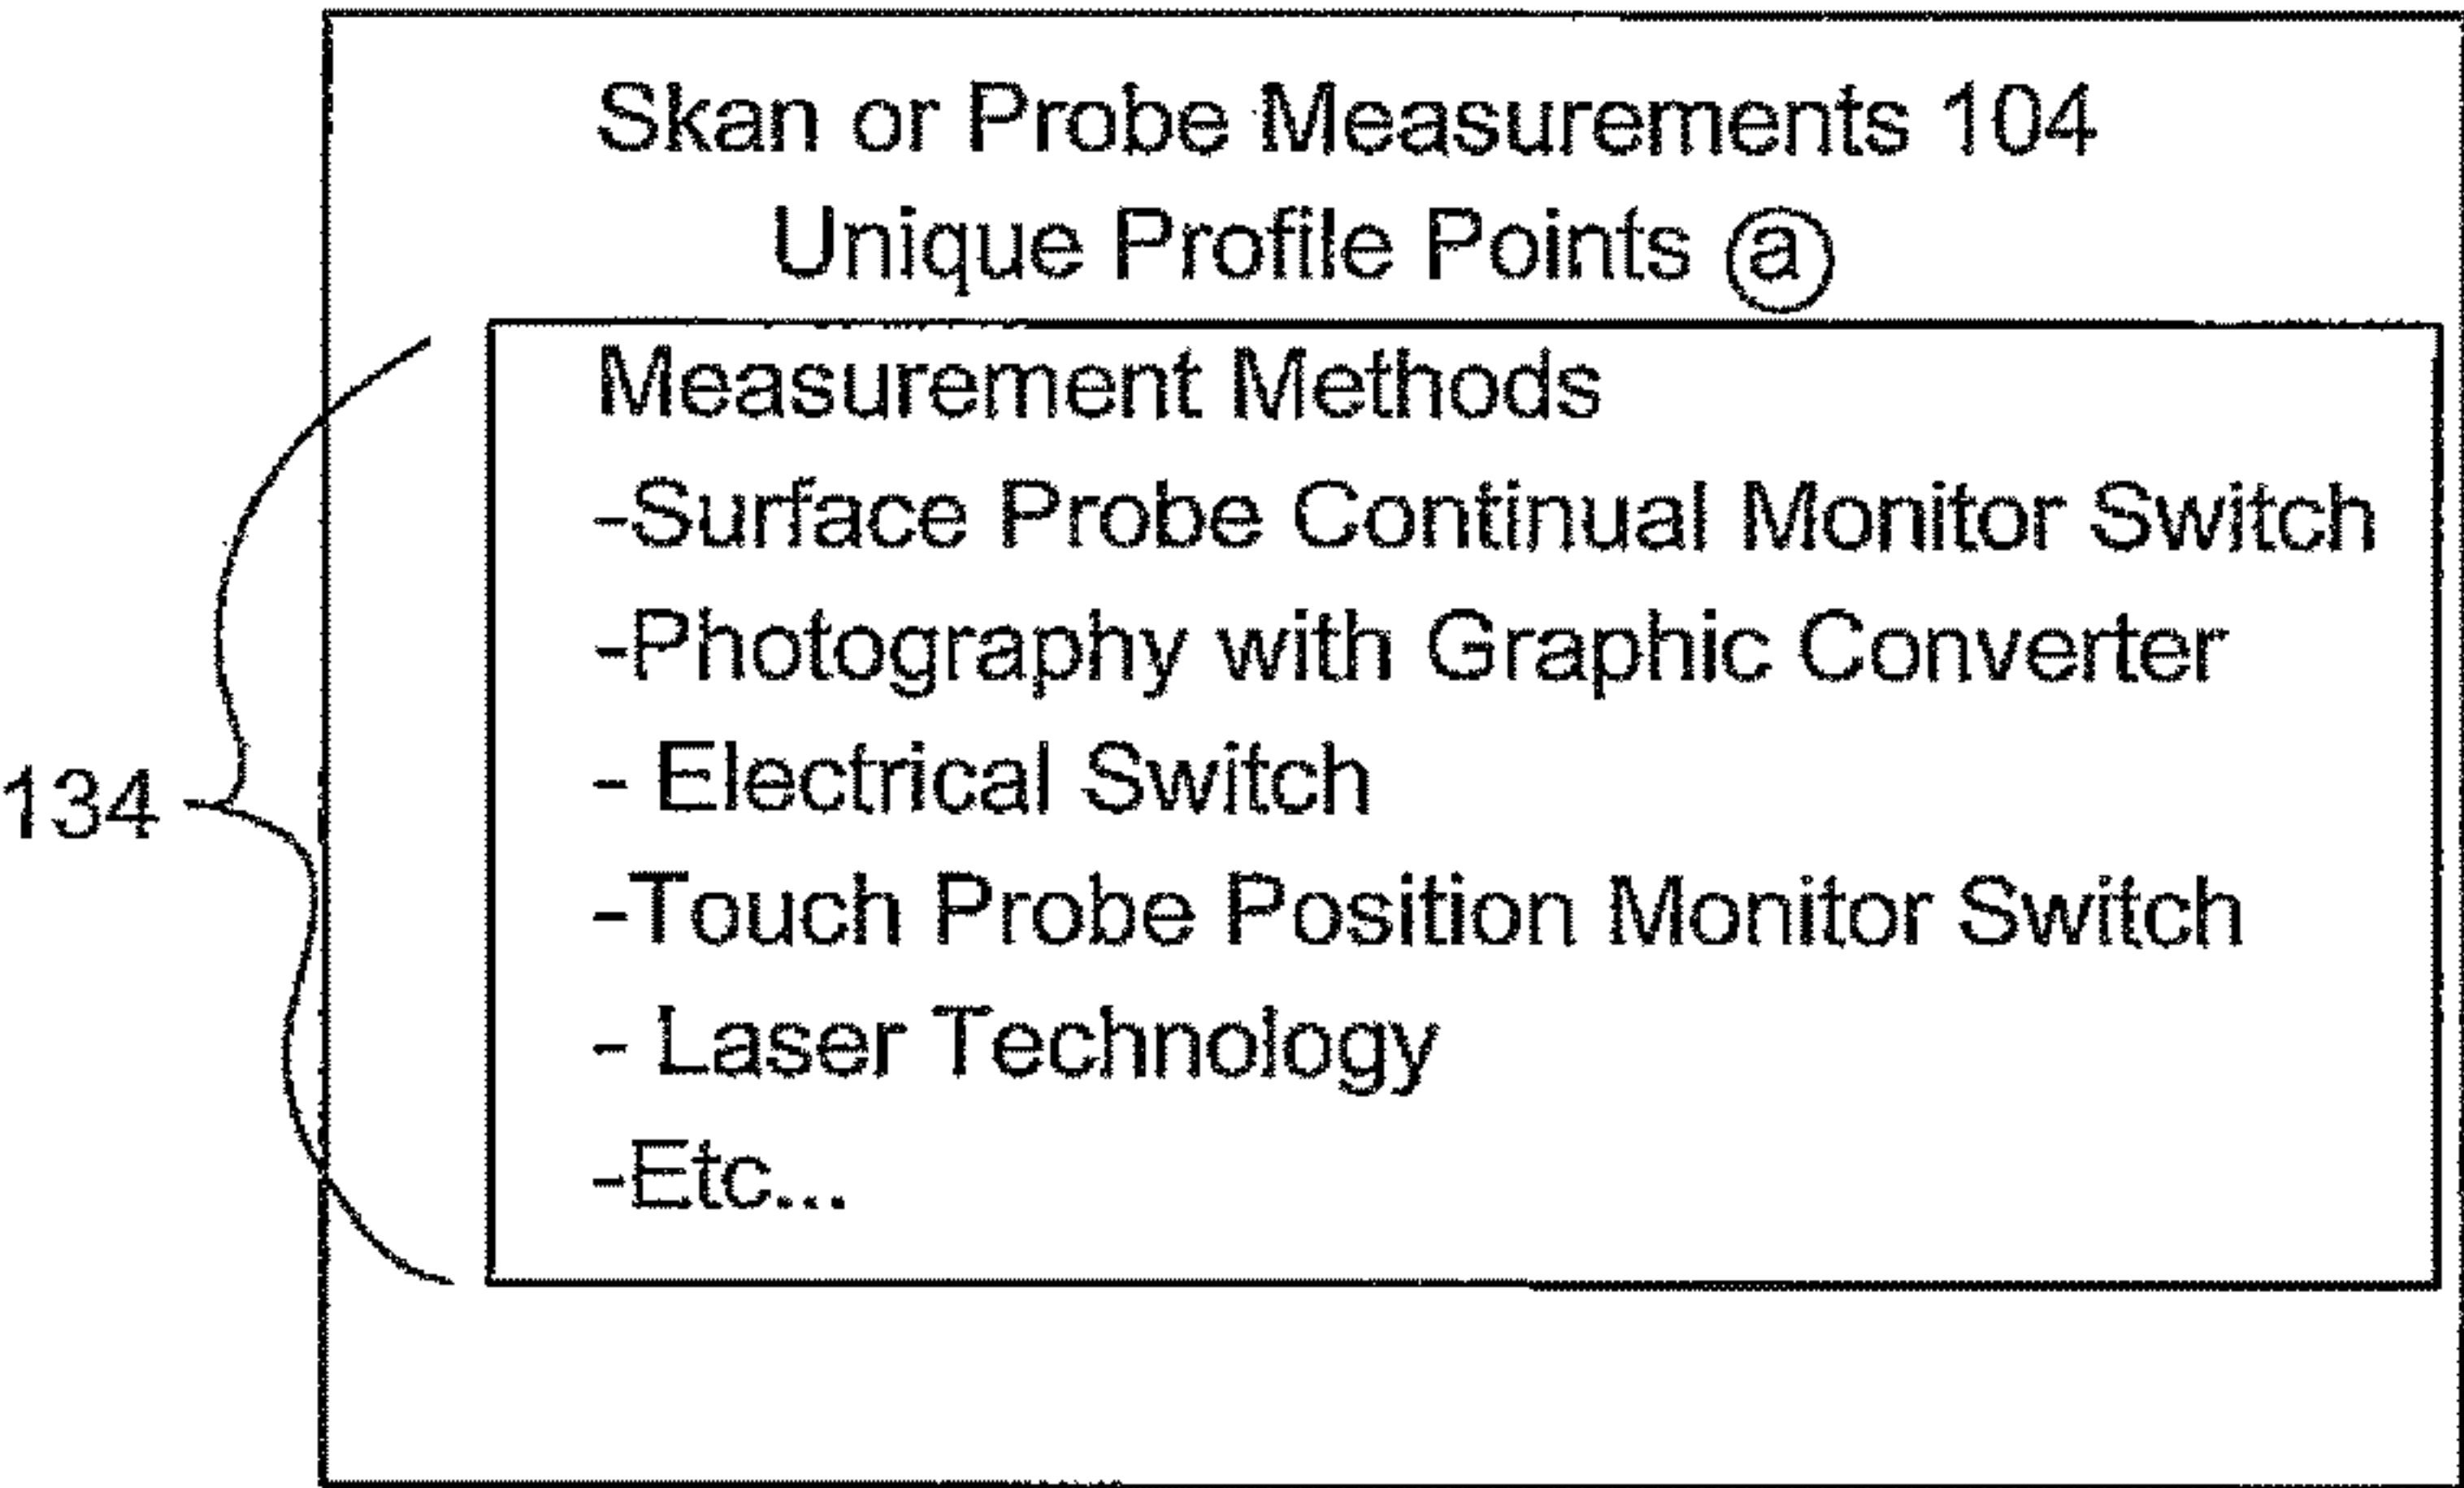 Skan or Probe Measurements 104
Unique Profile Points ⓐ
Measurement Methods
-Surface Probe Continual Monitor Switch
-Photography with Graphic Converter
- Electrical Switch
-Touch Probe Position Monitor Switch
- Laser Technology
-Etc...
134